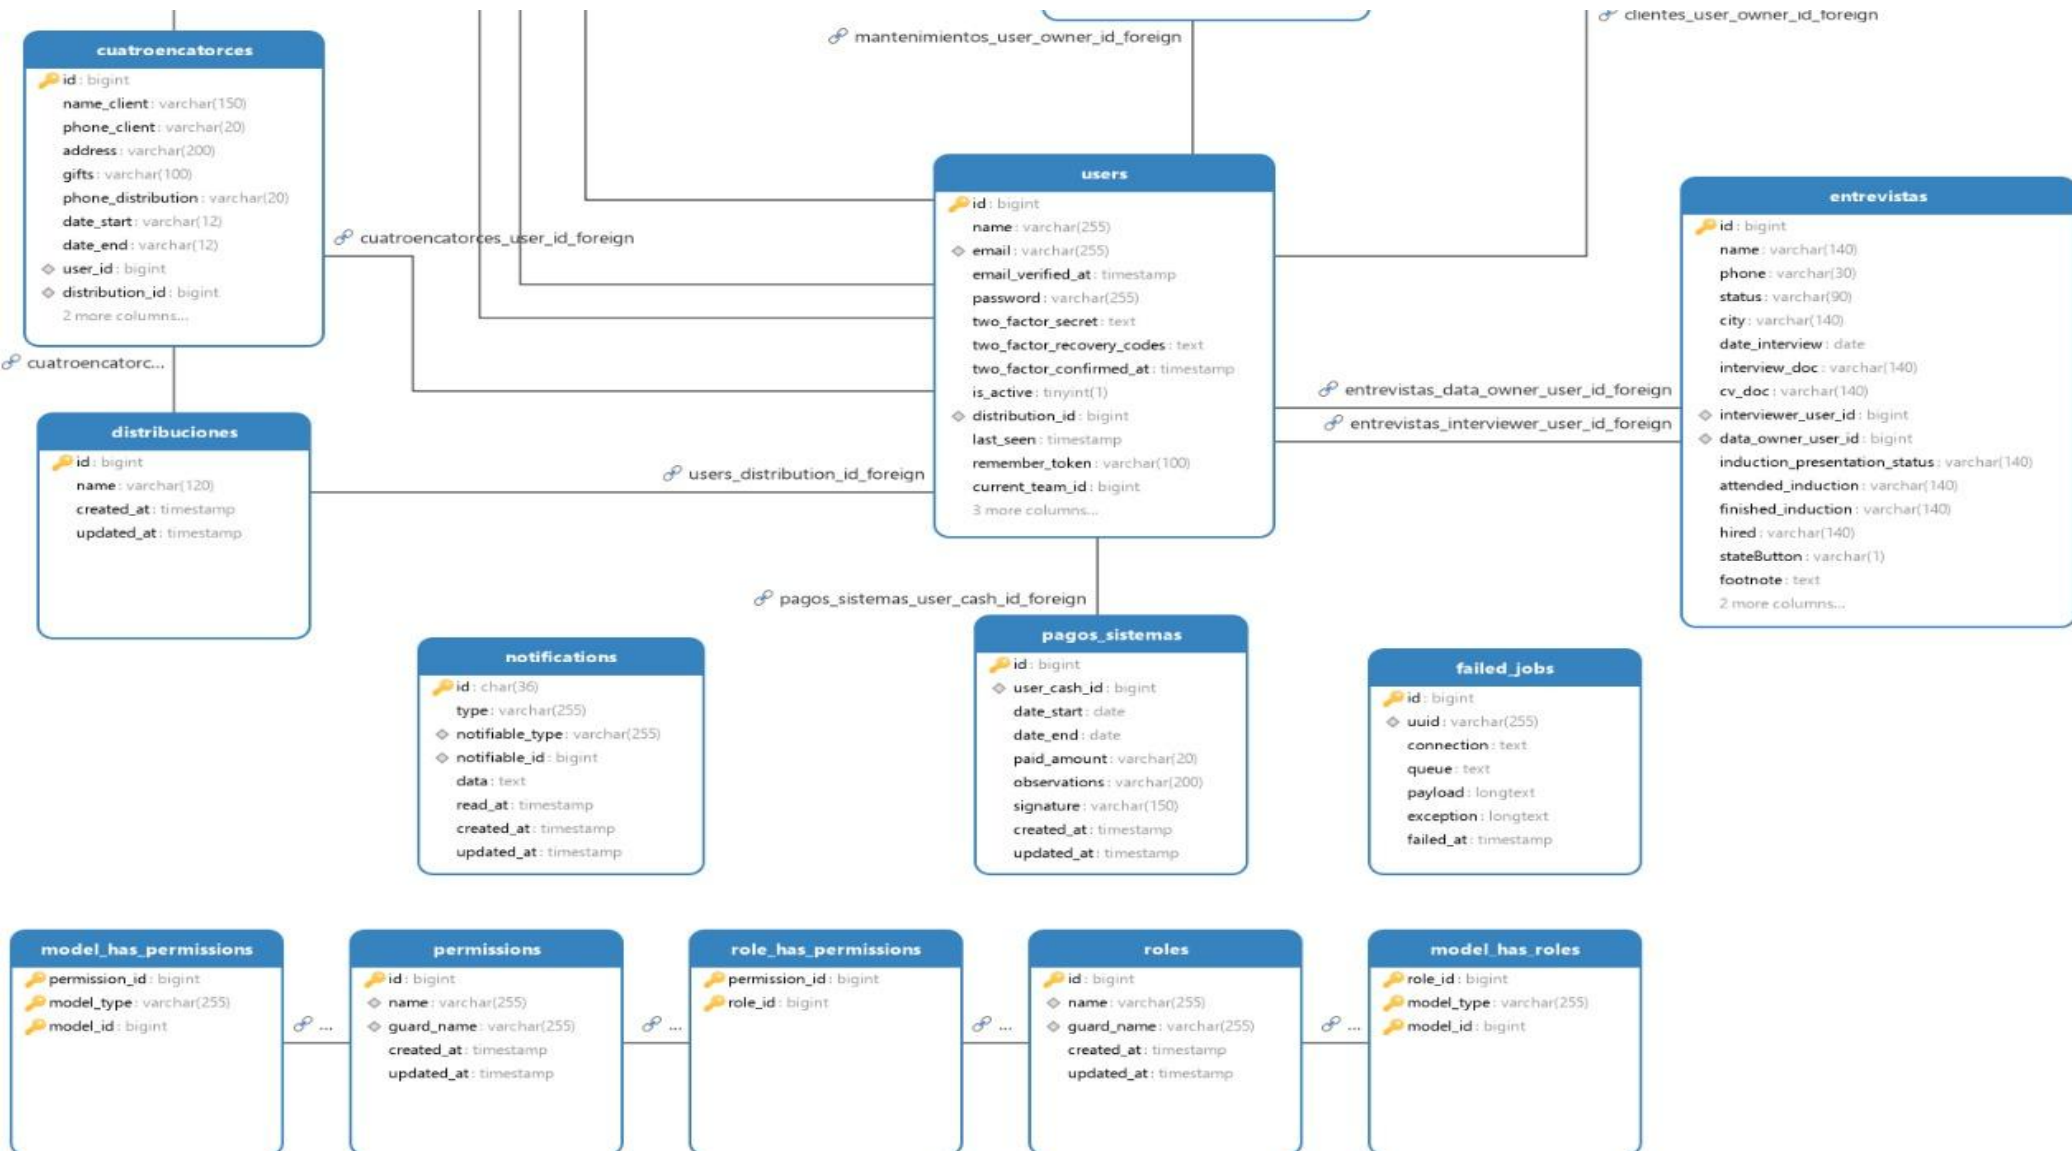 clientes_user_owner_id_foreign
mantenimientos_user_owner_id_foreign
cuatroencatorces
id : bigint
name_client : varchar(150)
phone_client : varchar(20)
address : varchar(200)
gifts : varchar(100)
phone_distribution : varchar(20)
date_start : varchar(12)
date_end : varchar(12)
user_id : bigint
distribution_id : bigint
2 more columns...
cuatroencatorces_user_id_foreign
cuatroencatorc...
users
id : bigint
name : varchar(255)
email : varchar(255)
email_verified_at : timestamp
password : varchar(255)
two_factor_secret : text
two_factor_recovery_codes : text
two_factor_confirmed_at : timestamp
is_active : tinyint(1)
distribution_id : bigint
last_seen : timestamp
remember_token : varchar(100)
current_team_id : bigint
3 more columns...
entrevistas
id : bigint
name : varchar(140)
phone : varchar(30)
status : varchar(90)
city : varchar(140)
date_interview : date
interview_doc : varchar(140)
cv_doc : varchar(140)
interviewer_user_id : bigint
data_owner_user_id : bigint
induction_presentation_status : varchar(140)
attended_induction : varchar(140)
finished_induction : varchar(140)
hired : varchar(140)
stateButton : varchar(1)
footnote : text
2 more columns...
entrevistas_data_owner_user_id_foreign
entrevistas_interviewer_user_id_foreign
distribuciones
id : bigint
name : varchar(120)
created_at : timestamp
updated_at : timestamp
users_distribution_id_foreign
pagos_sistemas_user_cash_id_foreign
notifications
id : char(36)
type : varchar(255)
notifiable_type : varchar(255)
notifiable_id : bigint
data : text
read_at : timestamp
created_at : timestamp
updated_at : timestamp
pagos_sistemas
id : bigint
user_cash_id : bigint
date_start : date
date_end : date
paid_amount : varchar(20)
observations : varchar(200)
signature : varchar(150)
created_at : timestamp
updated_at : timestamp
failed_jobs
id : bigint
uuid : varchar(255)
connection : text
queue : text
payload : longtext
exception : longtext
failed_at : timestamp
model_has_permissions
permission_id : bigint
model_type : varchar(255)
model_id : bigint
...
permissions
id : bigint
name : varchar(255)
guard_name : varchar(255)
created_at : timestamp
updated_at : timestamp
...
role_has_permissions
permission_id : bigint
role_id : bigint
...
roles
id : bigint
name : varchar(255)
guard_name : varchar(255)
created_at : timestamp
updated_at : timestamp
...
model_has_roles
role_id : bigint
model_type : varchar(255)
model_id : bigint